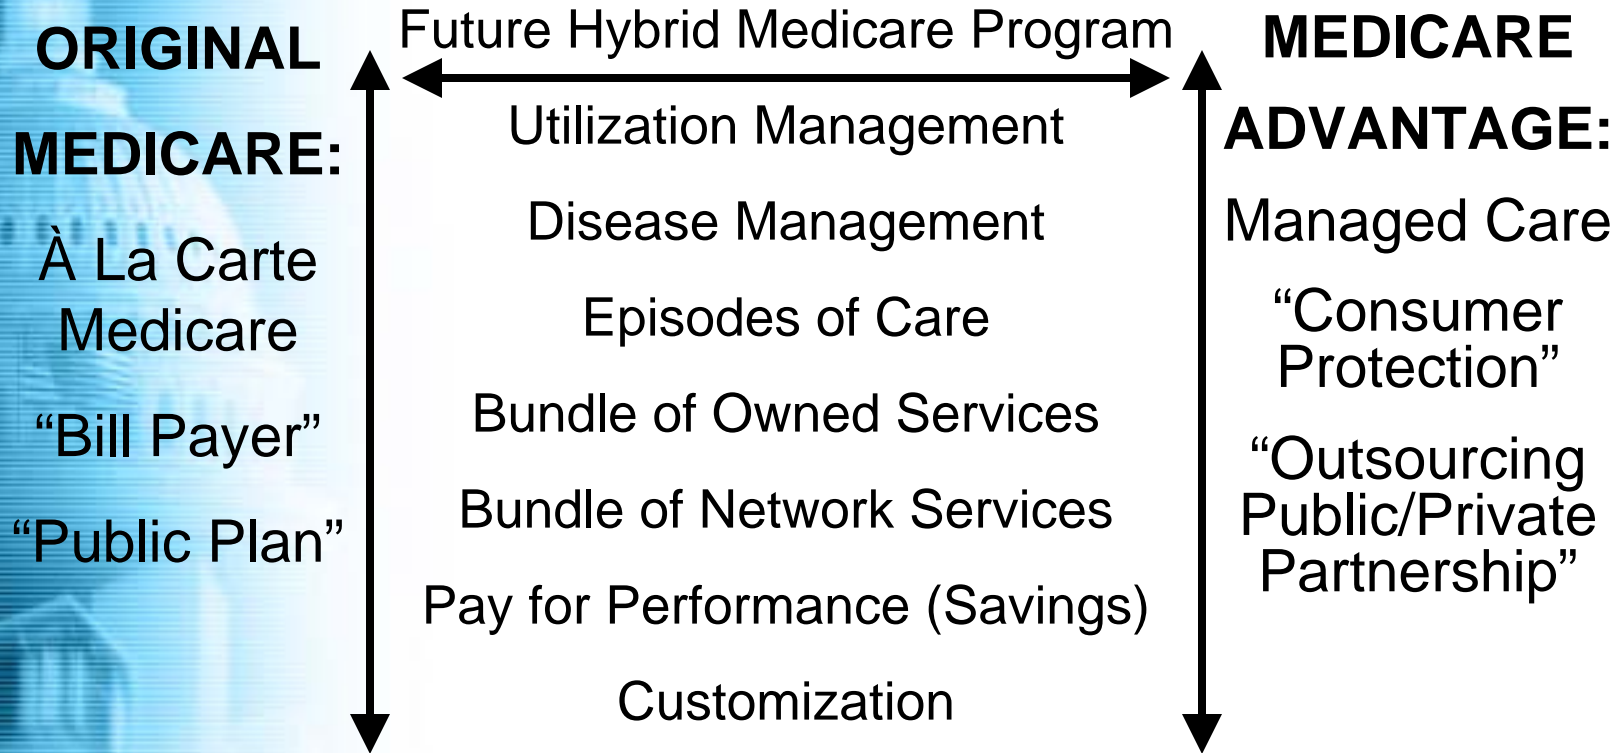 ORIGINAL
MEDICARE:
À La Carte
Medicare
“Bill Payer”
“Public Plan”
Future Hybrid Medicare Program
Utilization Management
Disease Management
Episodes of Care
Bundle of Owned Services
Bundle of Network Services
Pay for Performance (Savings)
Customization
MEDICARE
ADVANTAGE:
Managed Care
“Consumer
Protection”
“Outsourcing
Public/Private
Partnership”